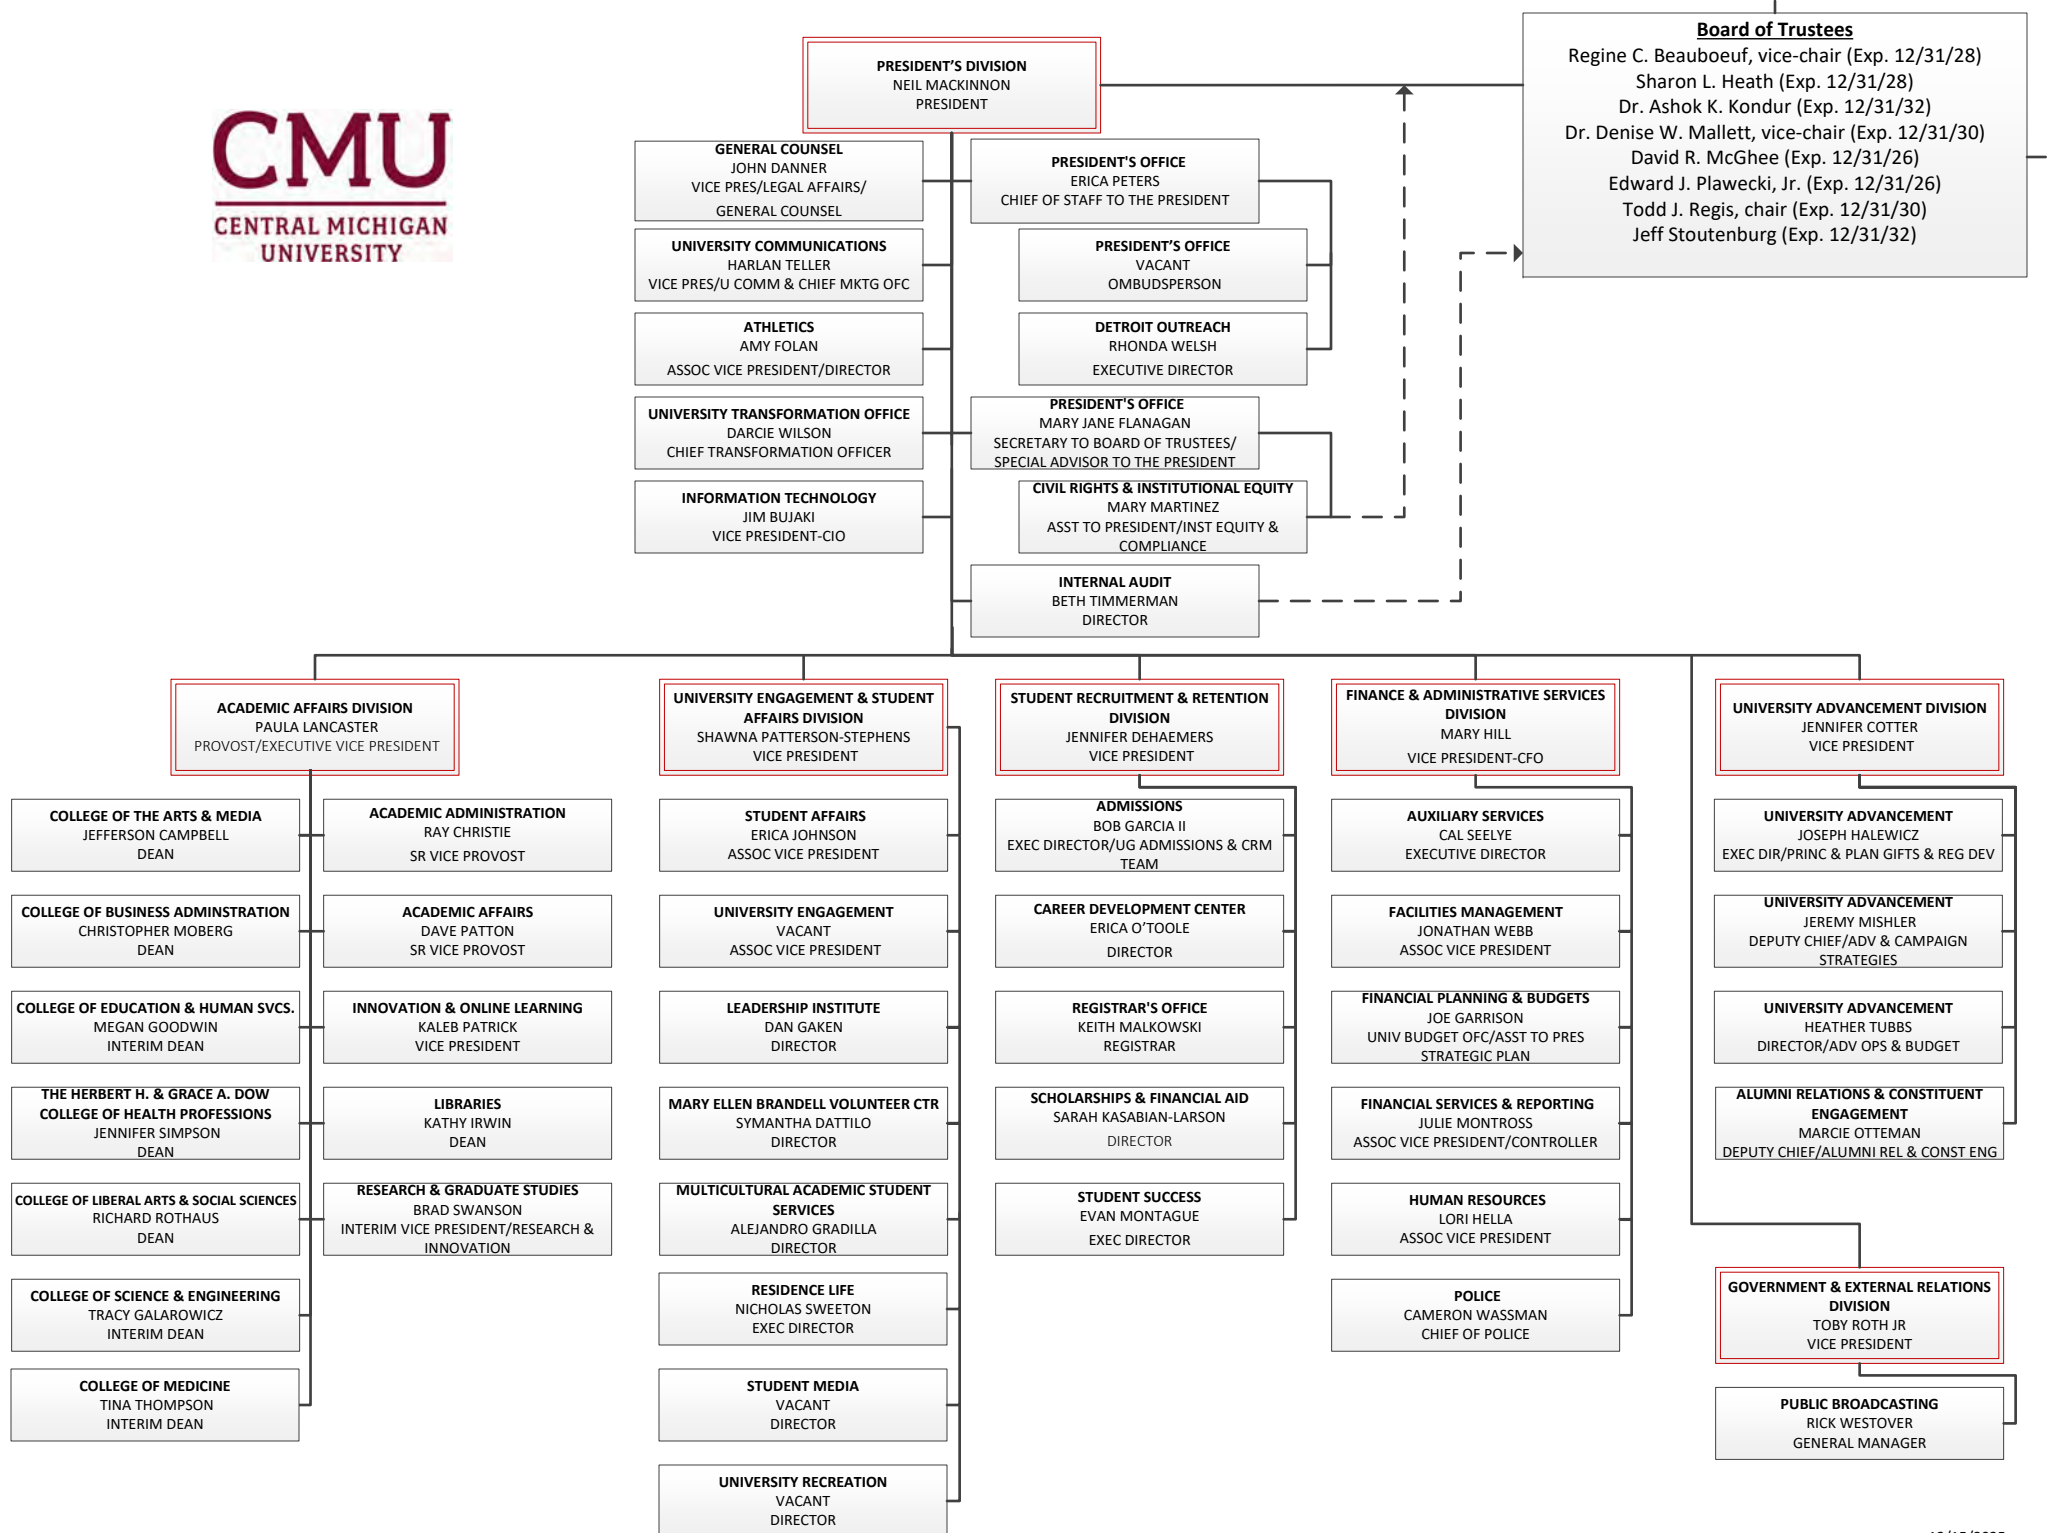 CMU
CENTRAL MICHIGAN
UNIVERSITY
PRESIDENT’S DIVISION
NEIL MACKINNON
PRESIDENT
Board of Trustees
Regine C. Beauboeuf, vice-chair (Exp. 12/31/28)
Sharon L. Heath (Exp. 12/31/28)
Dr. Ashok K. Kondur (Exp. 12/31/32)
Dr. Denise W. Mallett, vice-chair (Exp. 12/31/30)
David R. McGhee (Exp. 12/31/26)
Edward J. Plawecki, Jr. (Exp. 12/31/26)
Todd J. Regis, chair (Exp. 12/31/30)
Jeff Stoutenburg (Exp. 12/31/32)
GENERAL COUNSEL
JOHN DANNER
VICE PRES/LEGAL AFFAIRS/
GENERAL COUNSEL
PRESIDENT'S OFFICE
ERICA PETERS
CHIEF OF STAFF TO THE PRESIDENT
UNIVERSITY COMMUNICATIONS
HARLAN TELLER
VICE PRES/U COMM & CHIEF MKTG OFC
PRESIDENT’S OFFICE
VACANT
OMBUDSPERSON
ATHLETICS
AMY FOLAN
ASSOC VICE PRESIDENT/DIRECTOR
DETROIT OUTREACH
RHONDA WELSH
EXECUTIVE DIRECTOR
UNIVERSITY TRANSFORMATION OFFICE
DARCIE WILSON
CHIEF TRANSFORMATION OFFICER
PRESIDENT'S OFFICE
MARY JANE FLANAGAN
SECRETARY TO BOARD OF TRUSTEES/
SPECIAL ADVISOR TO THE PRESIDENT
INFORMATION TECHNOLOGY
JIM BUJAKI
VICE PRESIDENT-CIO
CIVIL RIGHTS & INSTITUTIONAL EQUITY
MARY MARTINEZ
ASST TO PRESIDENT/INST EQUITY &
COMPLIANCE
INTERNAL AUDIT
BETH TIMMERMAN
DIRECTOR
ACADEMIC AFFAIRS DIVISION
PAULA LANCASTER
PROVOST/EXECUTIVE VICE PRESIDENT
COLLEGE OF THE ARTS & MEDIA
JEFFERSON CAMPBELL
DEAN
ACADEMIC ADMINISTRATION
RAY CHRISTIE
SR VICE PROVOST
COLLEGE OF BUSINESS ADMINSTRATION
CHRISTOPHER MOBERG
DEAN
ACADEMIC AFFAIRS
DAVE PATTON
SR VICE PROVOST
COLLEGE OF EDUCATION & HUMAN SVCS.
MEGAN GOODWIN
INTERIM DEAN
INNOVATION & ONLINE LEARNING
KALEB PATRICK
VICE PRESIDENT
THE HERBERT H. & GRACE A. DOW
COLLEGE OF HEALTH PROFESSIONS
JENNIFER SIMPSON
DEAN
LIBRARIES
KATHY IRWIN
DEAN
COLLEGE OF LIBERAL ARTS & SOCIAL SCIENCES
RICHARD ROTHAUS
DEAN
RESEARCH & GRADUATE STUDIES
BRAD SWANSON
INTERIM VICE PRESIDENT/RESEARCH &
INNOVATION
COLLEGE OF SCIENCE & ENGINEERING
TRACY GALAROWICZ
INTERIM DEAN
COLLEGE OF MEDICINE
TINA THOMPSON
INTERIM DEAN
UNIVERSITY ENGAGEMENT & STUDENT
AFFAIRS DIVISION
SHAWNA PATTERSON-STEPHENS
VICE PRESIDENT
STUDENT AFFAIRS
ERICA JOHNSON
ASSOC VICE PRESIDENT
UNIVERSITY ENGAGEMENT
VACANT
ASSOC VICE PRESIDENT
LEADERSHIP INSTITUTE
DAN GAKEN
DIRECTOR
MARY ELLEN BRANDELL VOLUNTEER CTR
SYMANTHA DATTILO
DIRECTOR
MULTICULTURAL ACADEMIC STUDENT
SERVICES
ALEJANDRO GRADILLA
DIRECTOR
RESIDENCE LIFE
NICHOLAS SWEETON
EXEC DIRECTOR
STUDENT MEDIA
VACANT
DIRECTOR
UNIVERSITY RECREATION
VACANT
DIRECTOR
STUDENT RECRUITMENT & RETENTION
DIVISION
JENNIFER DEHAEMERS
VICE PRESIDENT
ADMISSIONS
BOB GARCIA II
EXEC DIRECTOR/UG ADMISSIONS & CRM
TEAM
CAREER DEVELOPMENT CENTER
ERICA O’TOOLE
DIRECTOR
REGISTRAR'S OFFICE
KEITH MALKOWSKI
REGISTRAR
SCHOLARSHIPS & FINANCIAL AID
SARAH KASABIAN-LARSON
DIRECTOR
STUDENT SUCCESS
EVAN MONTAGUE
EXEC DIRECTOR
FINANCE & ADMINISTRATIVE SERVICES
DIVISION
MARY HILL
VICE PRESIDENT-CFO
AUXILIARY SERVICES
CAL SEELYE
EXECUTIVE DIRECTOR
FACILITIES MANAGEMENT
JONATHAN WEBB
ASSOC VICE PRESIDENT
FINANCIAL PLANNING & BUDGETS
JOE GARRISON
UNIV BUDGET OFC/ASST TO PRES
STRATEGIC PLAN
FINANCIAL SERVICES & REPORTING
JULIE MONTROSS
ASSOC VICE PRESIDENT/CONTROLLER
HUMAN RESOURCES
LORI HELLA
ASSOC VICE PRESIDENT
POLICE
CAMERON WASSMAN
CHIEF OF POLICE
UNIVERSITY ADVANCEMENT DIVISION
JENNIFER COTTER
VICE PRESIDENT
UNIVERSITY ADVANCEMENT
JOSEPH HALEWICZ
EXEC DIR/PRINC & PLAN GIFTS & REG DEV
UNIVERSITY ADVANCEMENT
JEREMY MISHLER
DEPUTY CHIEF/ADV & CAMPAIGN
STRATEGIES
UNIVERSITY ADVANCEMENT
HEATHER TUBBS
DIRECTOR/ADV OPS & BUDGET
ALUMNI RELATIONS & CONSTITUENT
ENGAGEMENT
MARCIE OTTEMAN
DEPUTY CHIEF/ALUMNI REL & CONST ENG
GOVERNMENT & EXTERNAL RELATIONS
DIVISION
TOBY ROTH JR
VICE PRESIDENT
PUBLIC BROADCASTING
RICK WESTOVER
GENERAL MANAGER